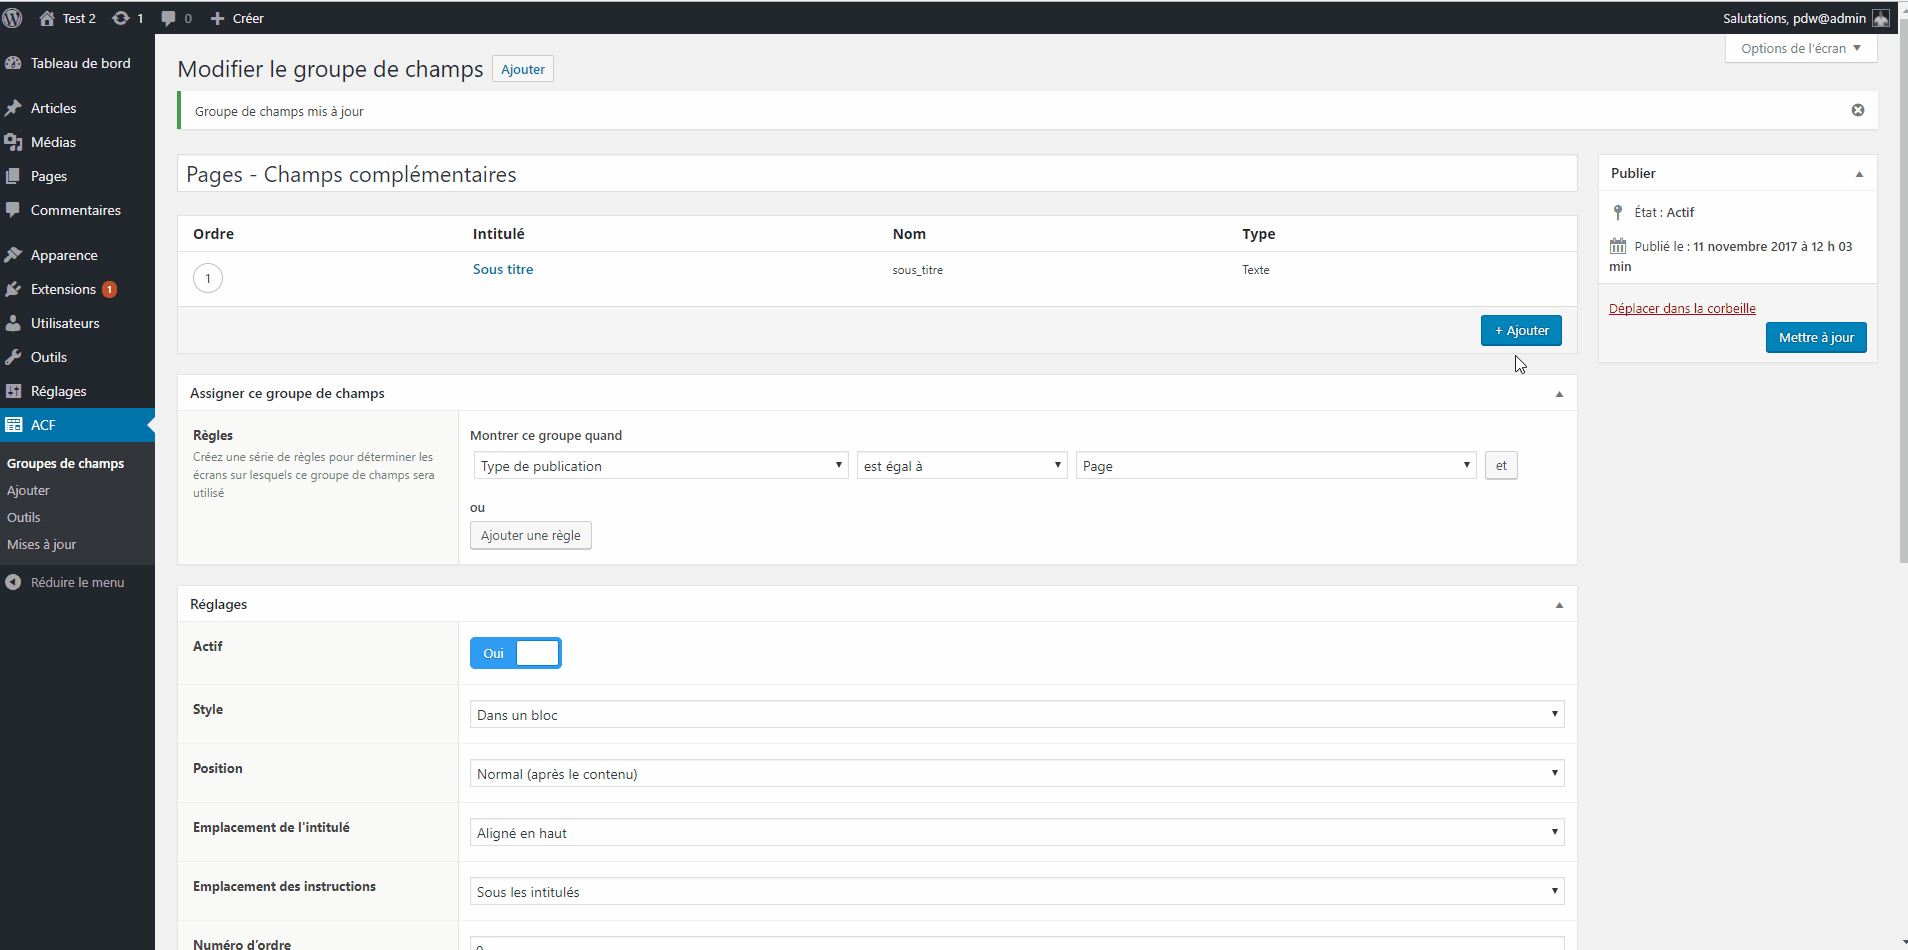 Test 2 1 0 Créer Salutations, pdw@admin
Options de l'écran
Tableau de bord
Articles
Médias
Pages
Commentaires
Apparence
Extensions 1
Utilisateurs
Outils
Réglages
ACF
Groupes de champs
Ajouter
Outils
Mises à jour
Réduire le menu
Modifier le groupe de champs Ajouter
Groupe de champs mis à jour
Pages - Champs complémentaires
Ordre Intitulé Nom Type
1 Sous titre sous_titre Texte
+ Ajouter
Assigner ce groupe de champs
Règles
Créez une série de règles pour déterminer les
écrans sur lesquels ce groupe de champs sera
utilisé
Montrer ce groupe quand
Type de publication est égal à Page et
ou
Ajouter une règle
Réglages
Actif Oui
Style Dans un bloc
Position Normal (après le contenu)
Emplacement de l'intitulé Aligné en haut
Emplacement des instructions Sous les intitulés
Numéro d'ordre 0
Publier
État : Actif
Publié le : 11 novembre 2017 à 12 h 03
min
Déplacer dans la corbeille
Mettre à jour